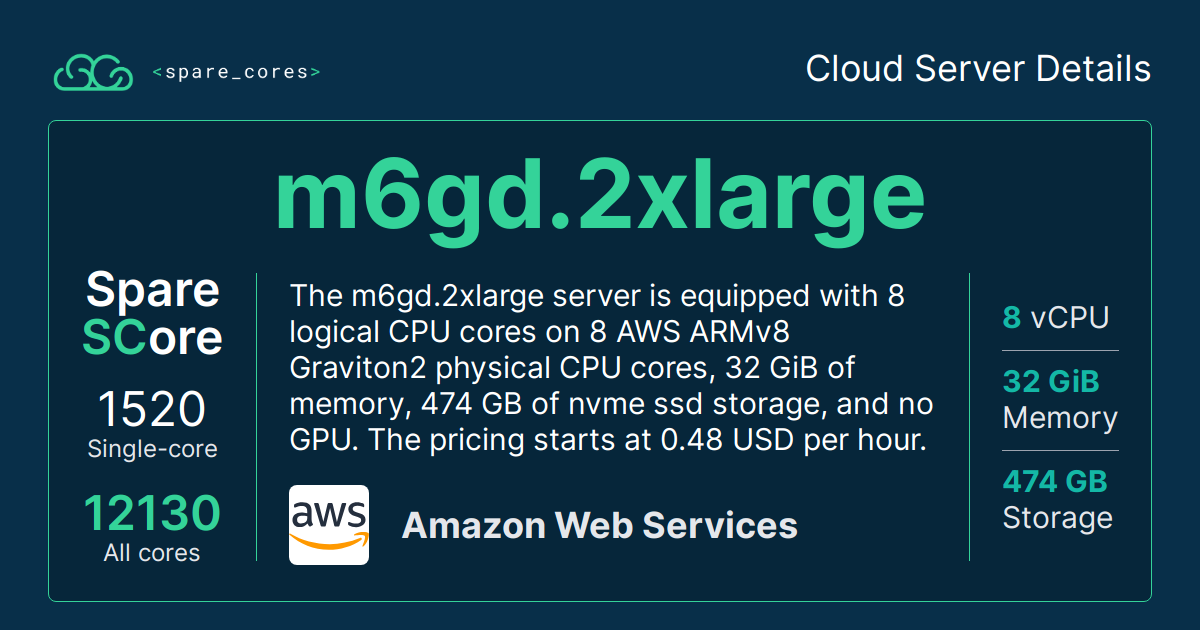 <spare_cores>
Cloud Server Details
m6gd.2xlarge
Spare
SCore
1520
Single-core
12130
All cores
The m6gd.2xlarge server is equipped with 8
logical CPU cores on 8 AWS ARMv8
Graviton2 physical CPU cores, 32 GiB of
memory, 474 GB of nvme ssd storage, and no
GPU. The pricing starts at 0.48 USD per hour.
aws
Amazon Web Services
8 vCPU
32 GiB
Memory
474 GB
Storage